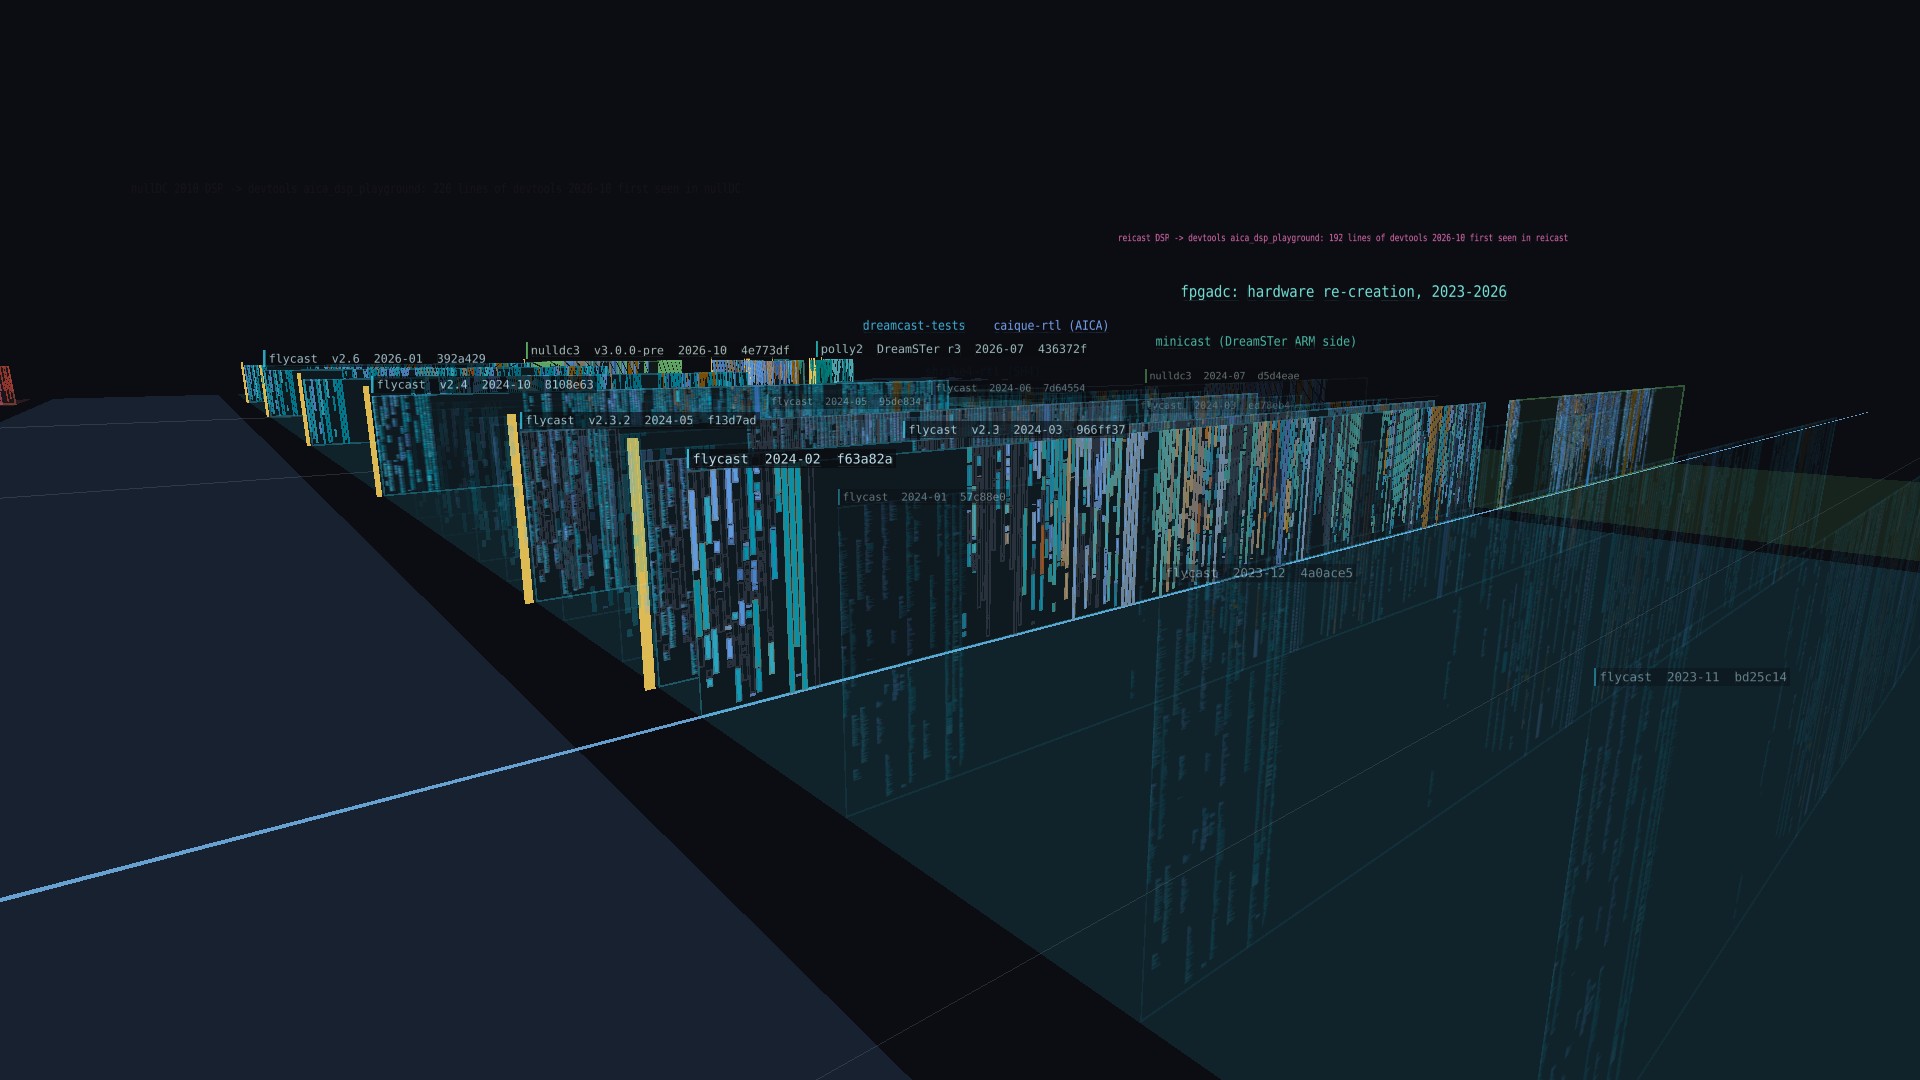 reicast DSP -> devtools aica_dsp_playground: 192 lines of devtools 2026-10 first seen in reicast
fpgadc: hardware re-creation, 2023-2026
dreamcast-tests
caique-rtl (AICA)
minicast (DreamSTer ARM side)
nulldc3 v3.0.0-pre 2026-10 4e773df
polly2 DreamSTer r3 2026-07 436372f
flycast v2.6 2026-01 392a429
nulldc3 2024-07 d5d4eae
flycast v2.4 2024-10 8108e63
flycast 2024-06 7d64554
flycast 2024-05 95de834
flycast v2.3.2 2024-05 f13d7ad
flycast v2.3 2024-03 966ff37
flycast 2024-02 f63a82a
flycast 2024-01 57c88e0
flycast 2023-12 4a0ace5
flycast 2023-11 bd25c14